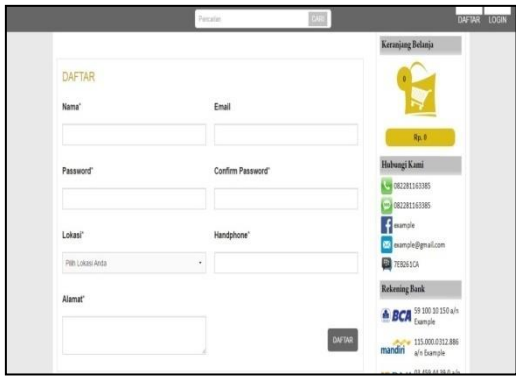 Pencarian
CARI
DAFTAR LOGIN
DAFTAR
Nama*
Email
Password*
Confirm Password*
Lokasi*
Handphone*
Pilih Lokasi Anda
Alamat*
DAFTAR
Keranjang Belanja
0
Rp. 0
Hubungi Kami
082281163385
082281163385
example
example@gmail.com
7EB261CA
Rekening Bank
BCA
59 100 10 150 a/n
Example
mandiri
115.000.0312.886
a/n Example